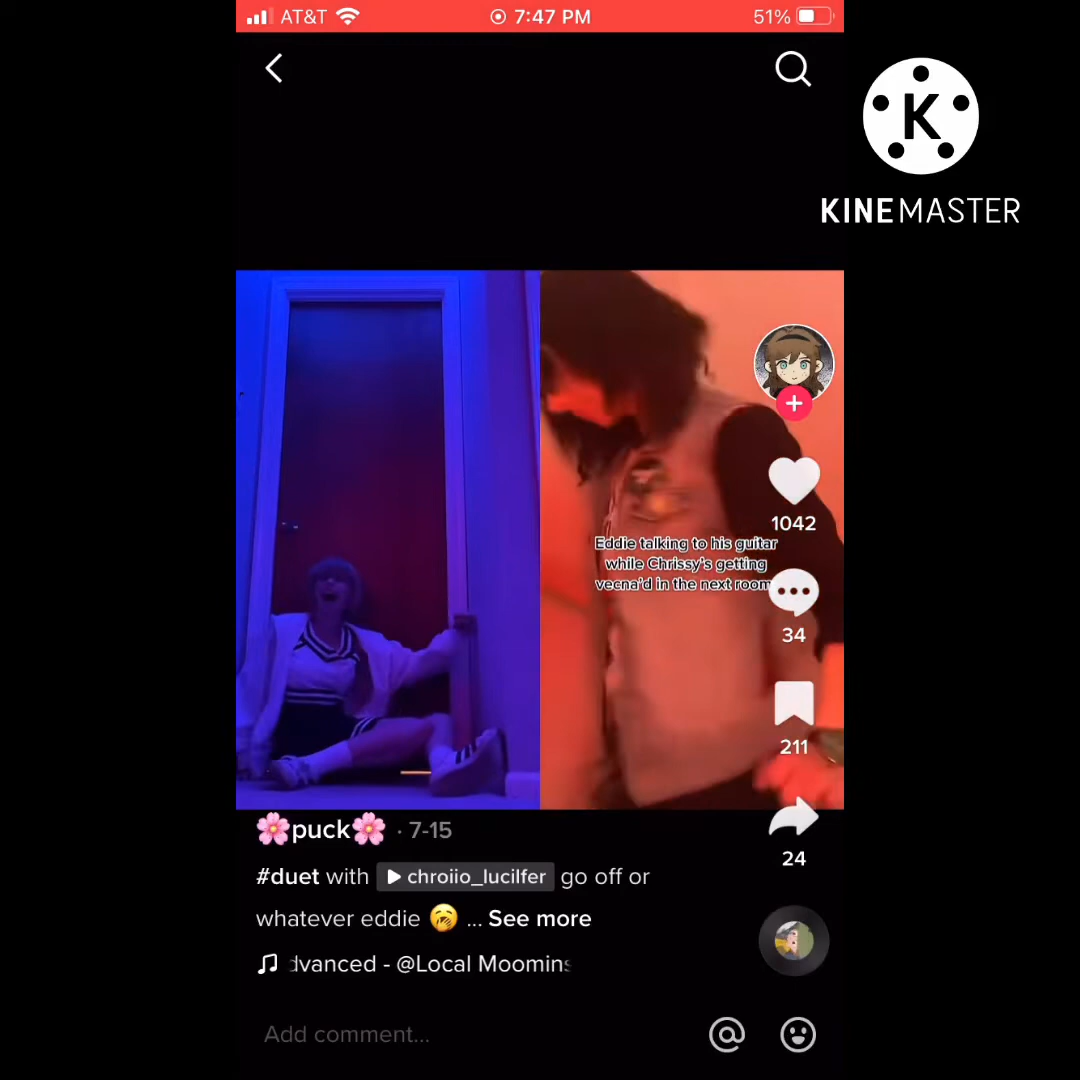 AT&T
7:47 PM
51%
K
KINEMASTER
1042
Eddie talking to his guitar
while Chrissy's getting
vecna'd in the next room
34
211
24
🌸puck🌸 · 7-15
#duet with chroiio_lucilfer go off or
whatever eddie 🥱 ... See more
dvanced - @Local Moomins
Add comment...